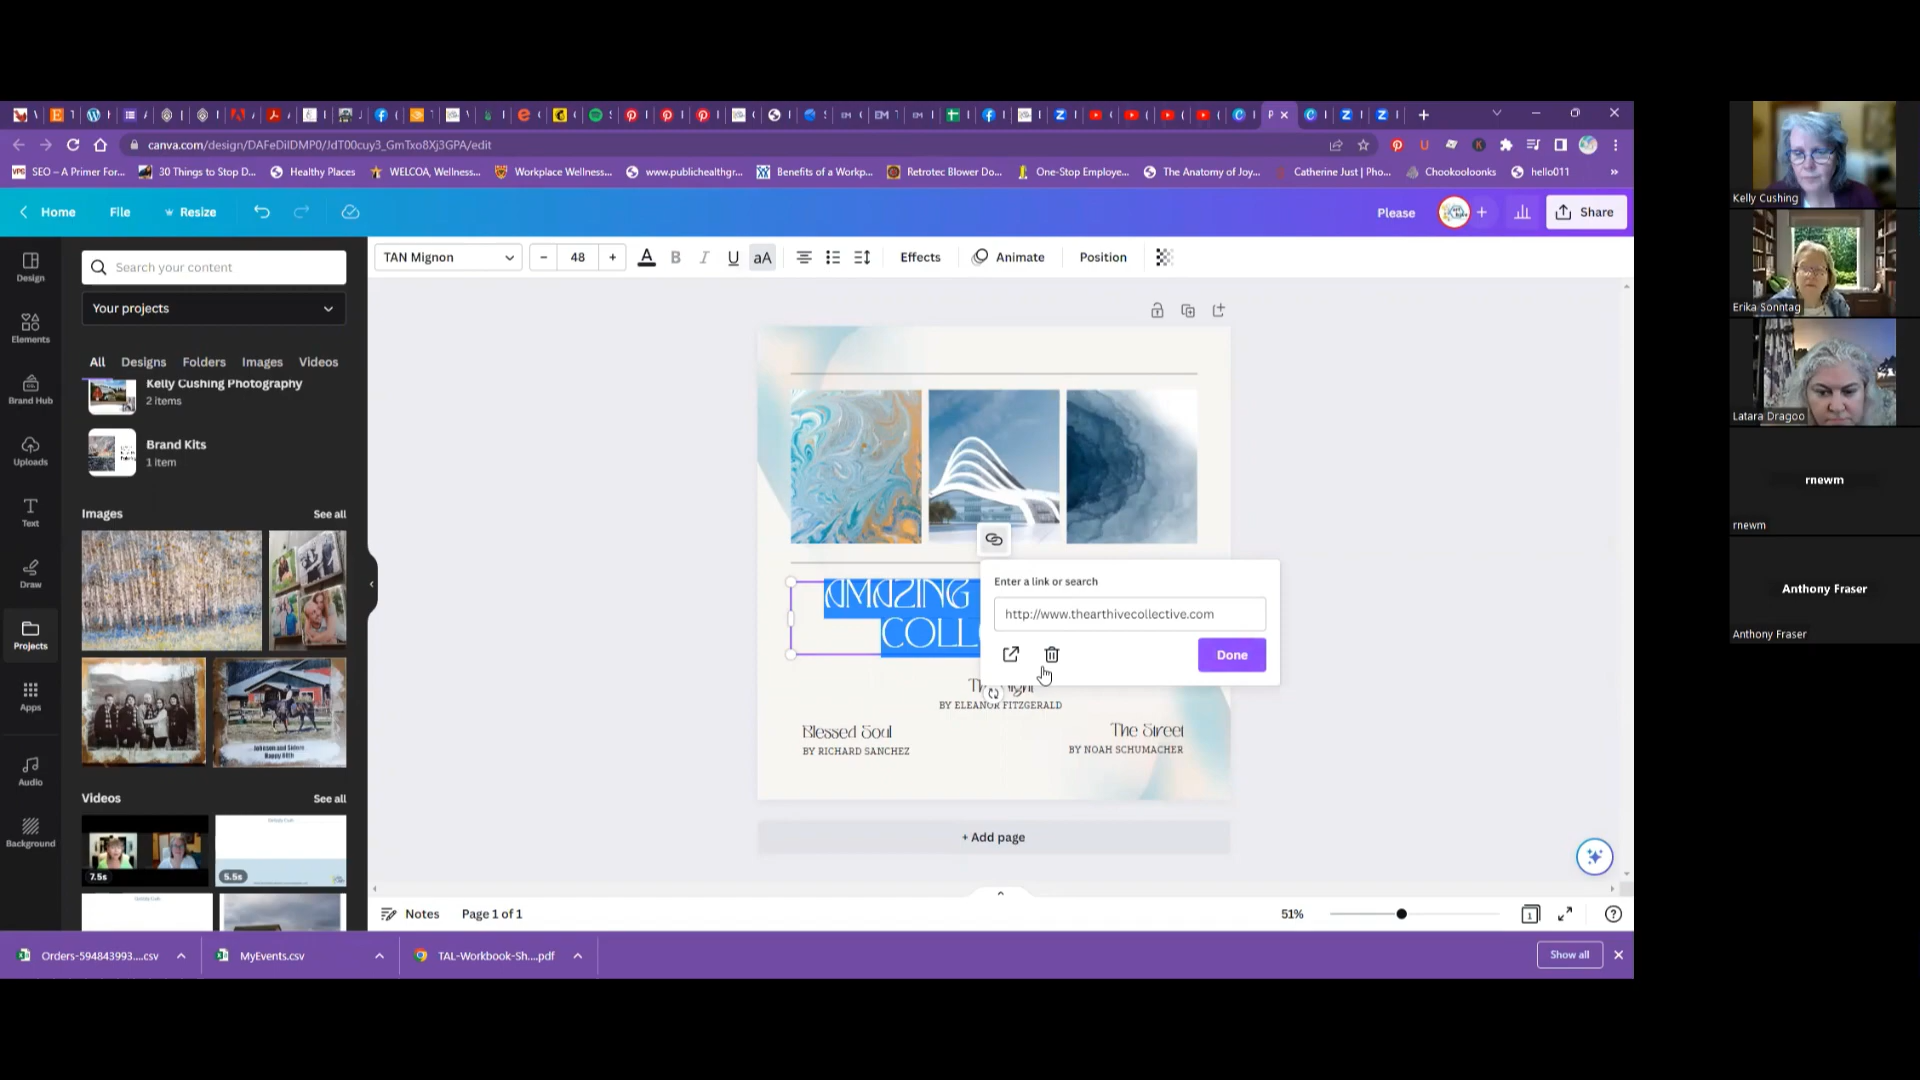 canva.com/design/DAFeDilDMP0/JdT00cuy3_GmTxo8Xj3GPA/edit
SEO – A Primer For...
30 Things to Stop D...
Healthy Places
WELCOA, Wellness...
Workplace Wellness...
www.publichealthgr...
Benefits of a Workp...
Retrotec Blower Do...
One-Stop Employe...
The Anatomy of Joy...
Catherine Just | Pho...
Chookooloonks
hello011
Home
File
Resize
Please
Share
Design
Elements
Brand Hub
Uploads
Text
Draw
Projects
Apps
Audio
Background
Search your content
Your projects
All
Designs
Folders
Images
Videos
Kelly Cushing Photography
2 items
Brand Kits
1 item
Images
See all
Videos
See all
7.5s
5.5s
TAN Mignon
48
Effects
Animate
Position
AMAZING
COLL
Enter a link or search
http://www.thearthivecollective.com
Done
BY ELEANOR FITZGERALD
Blessed Soul
BY RICHARD SANCHEZ
The Street
BY NOAH SCHUMACHER
+ Add page
Notes
Page 1 of 1
51%
Orders-594843993....csv
MyEvents.csv
TAL-Workbook-Sh....pdf
Show all
Kelly Cushing
Erika Sonntag
Latara Dragoo
rnewm
rnewm
Anthony Fraser
Anthony Fraser